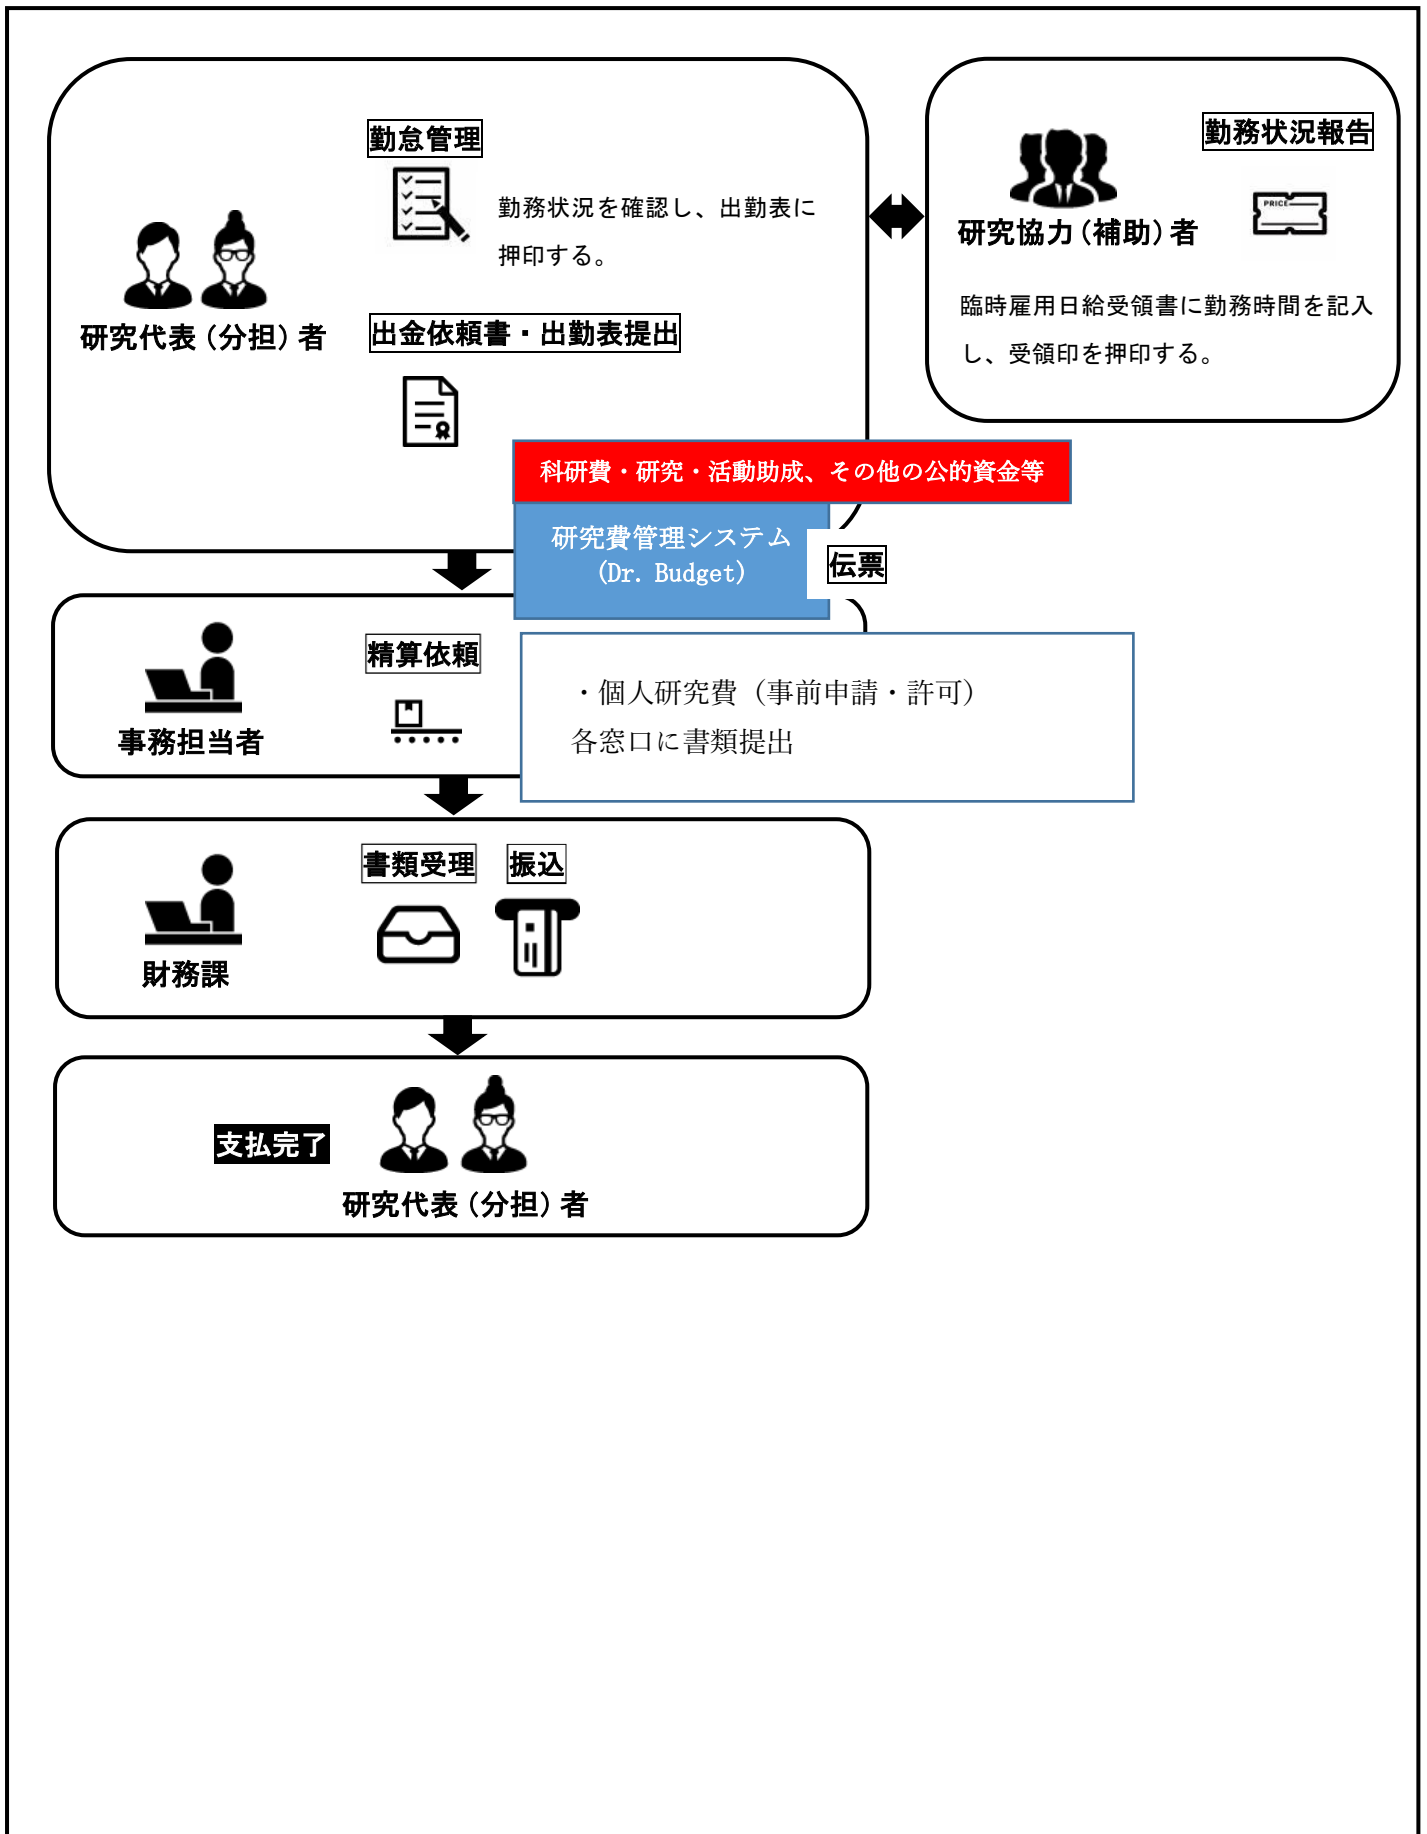 勤怠管理
勤務状況を確認し、出勤表に
押印する。
研究代表（分担）者
出金依頼書・出勤表提出
勤務状況報告
PRICE
研究協力（補助）者
臨時雇用日給受領書に勤務時間を記入
し、受領印を押印する。
科研費・研究・活動助成、その他の公的資金等
研究費管理システム
(Dr. Budget)
伝票
精算依頼
事務担当者
・個人研究費（事前申請・許可）
各窓口に書類提出
書類受理
振込
財務課
支払完了
研究代表（分担）者